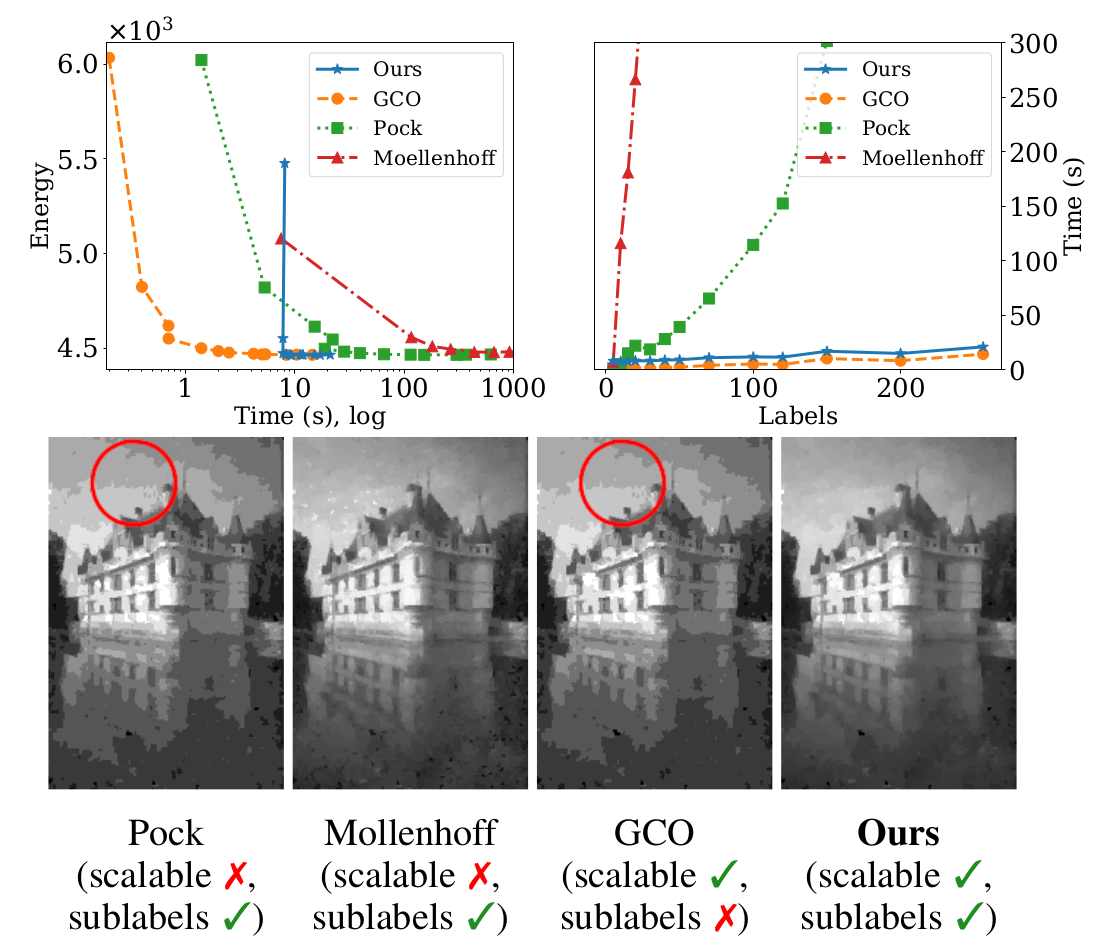 ×10³
6.0
5.5
5.0
4.5
Energy
1
10
100
1000
Time (s), log
Ours
GCO
Pock
Moellenhoff
300
250
200
150
100
50
0
Time (s)
0
100
200
Labels
Ours
GCO
Pock
Moellenhoff
Pock
(scalable ✗,
sublabels ✓)
Mollenhoff
(scalable ✗,
sublabels ✓)
GCO
(scalable ✓,
sublabels ✗)
Ours
(scalable ✓,
sublabels ✓)